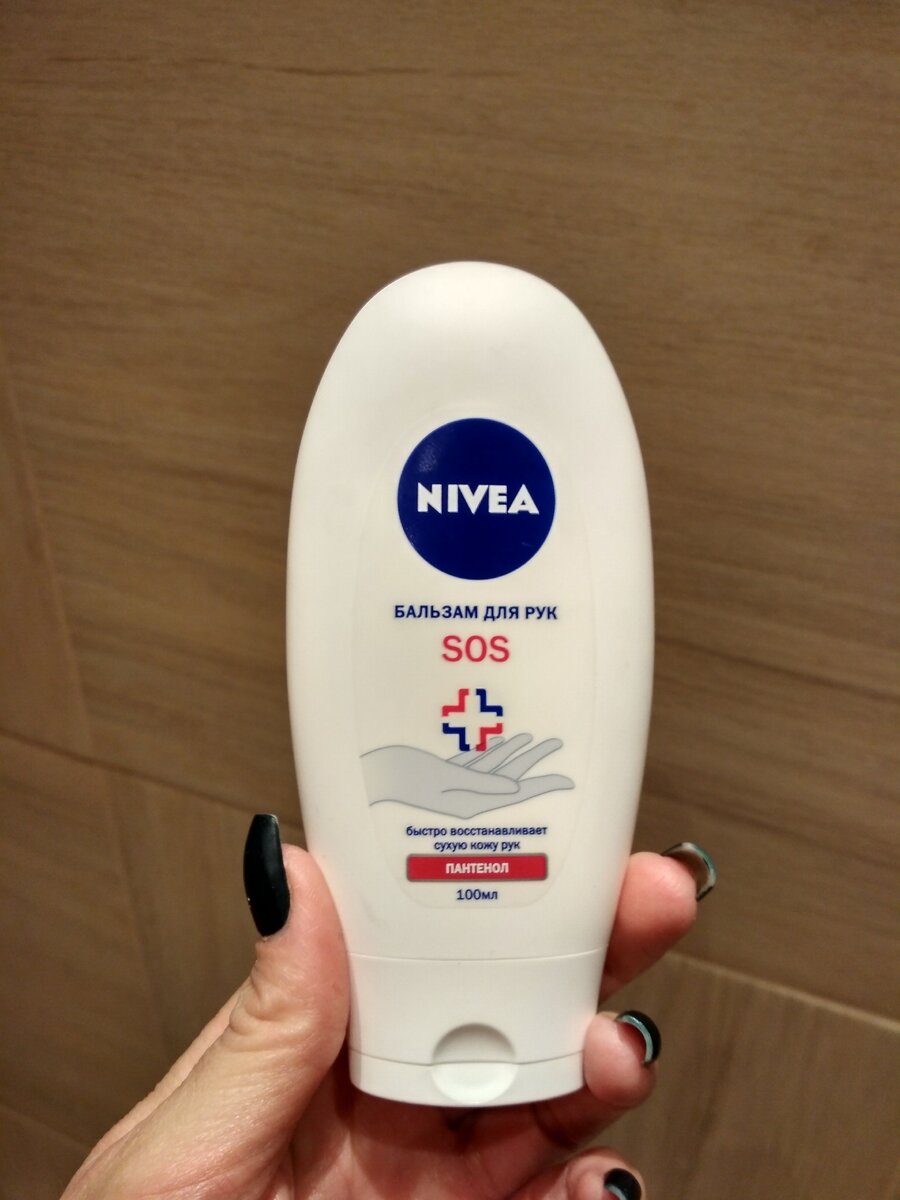 NIVEA
БАЛЬЗАМ ДЛЯ РУК
SOS
быстро восстанавливает
сухую кожу рук
ПАНТЕНОЛ
100мл